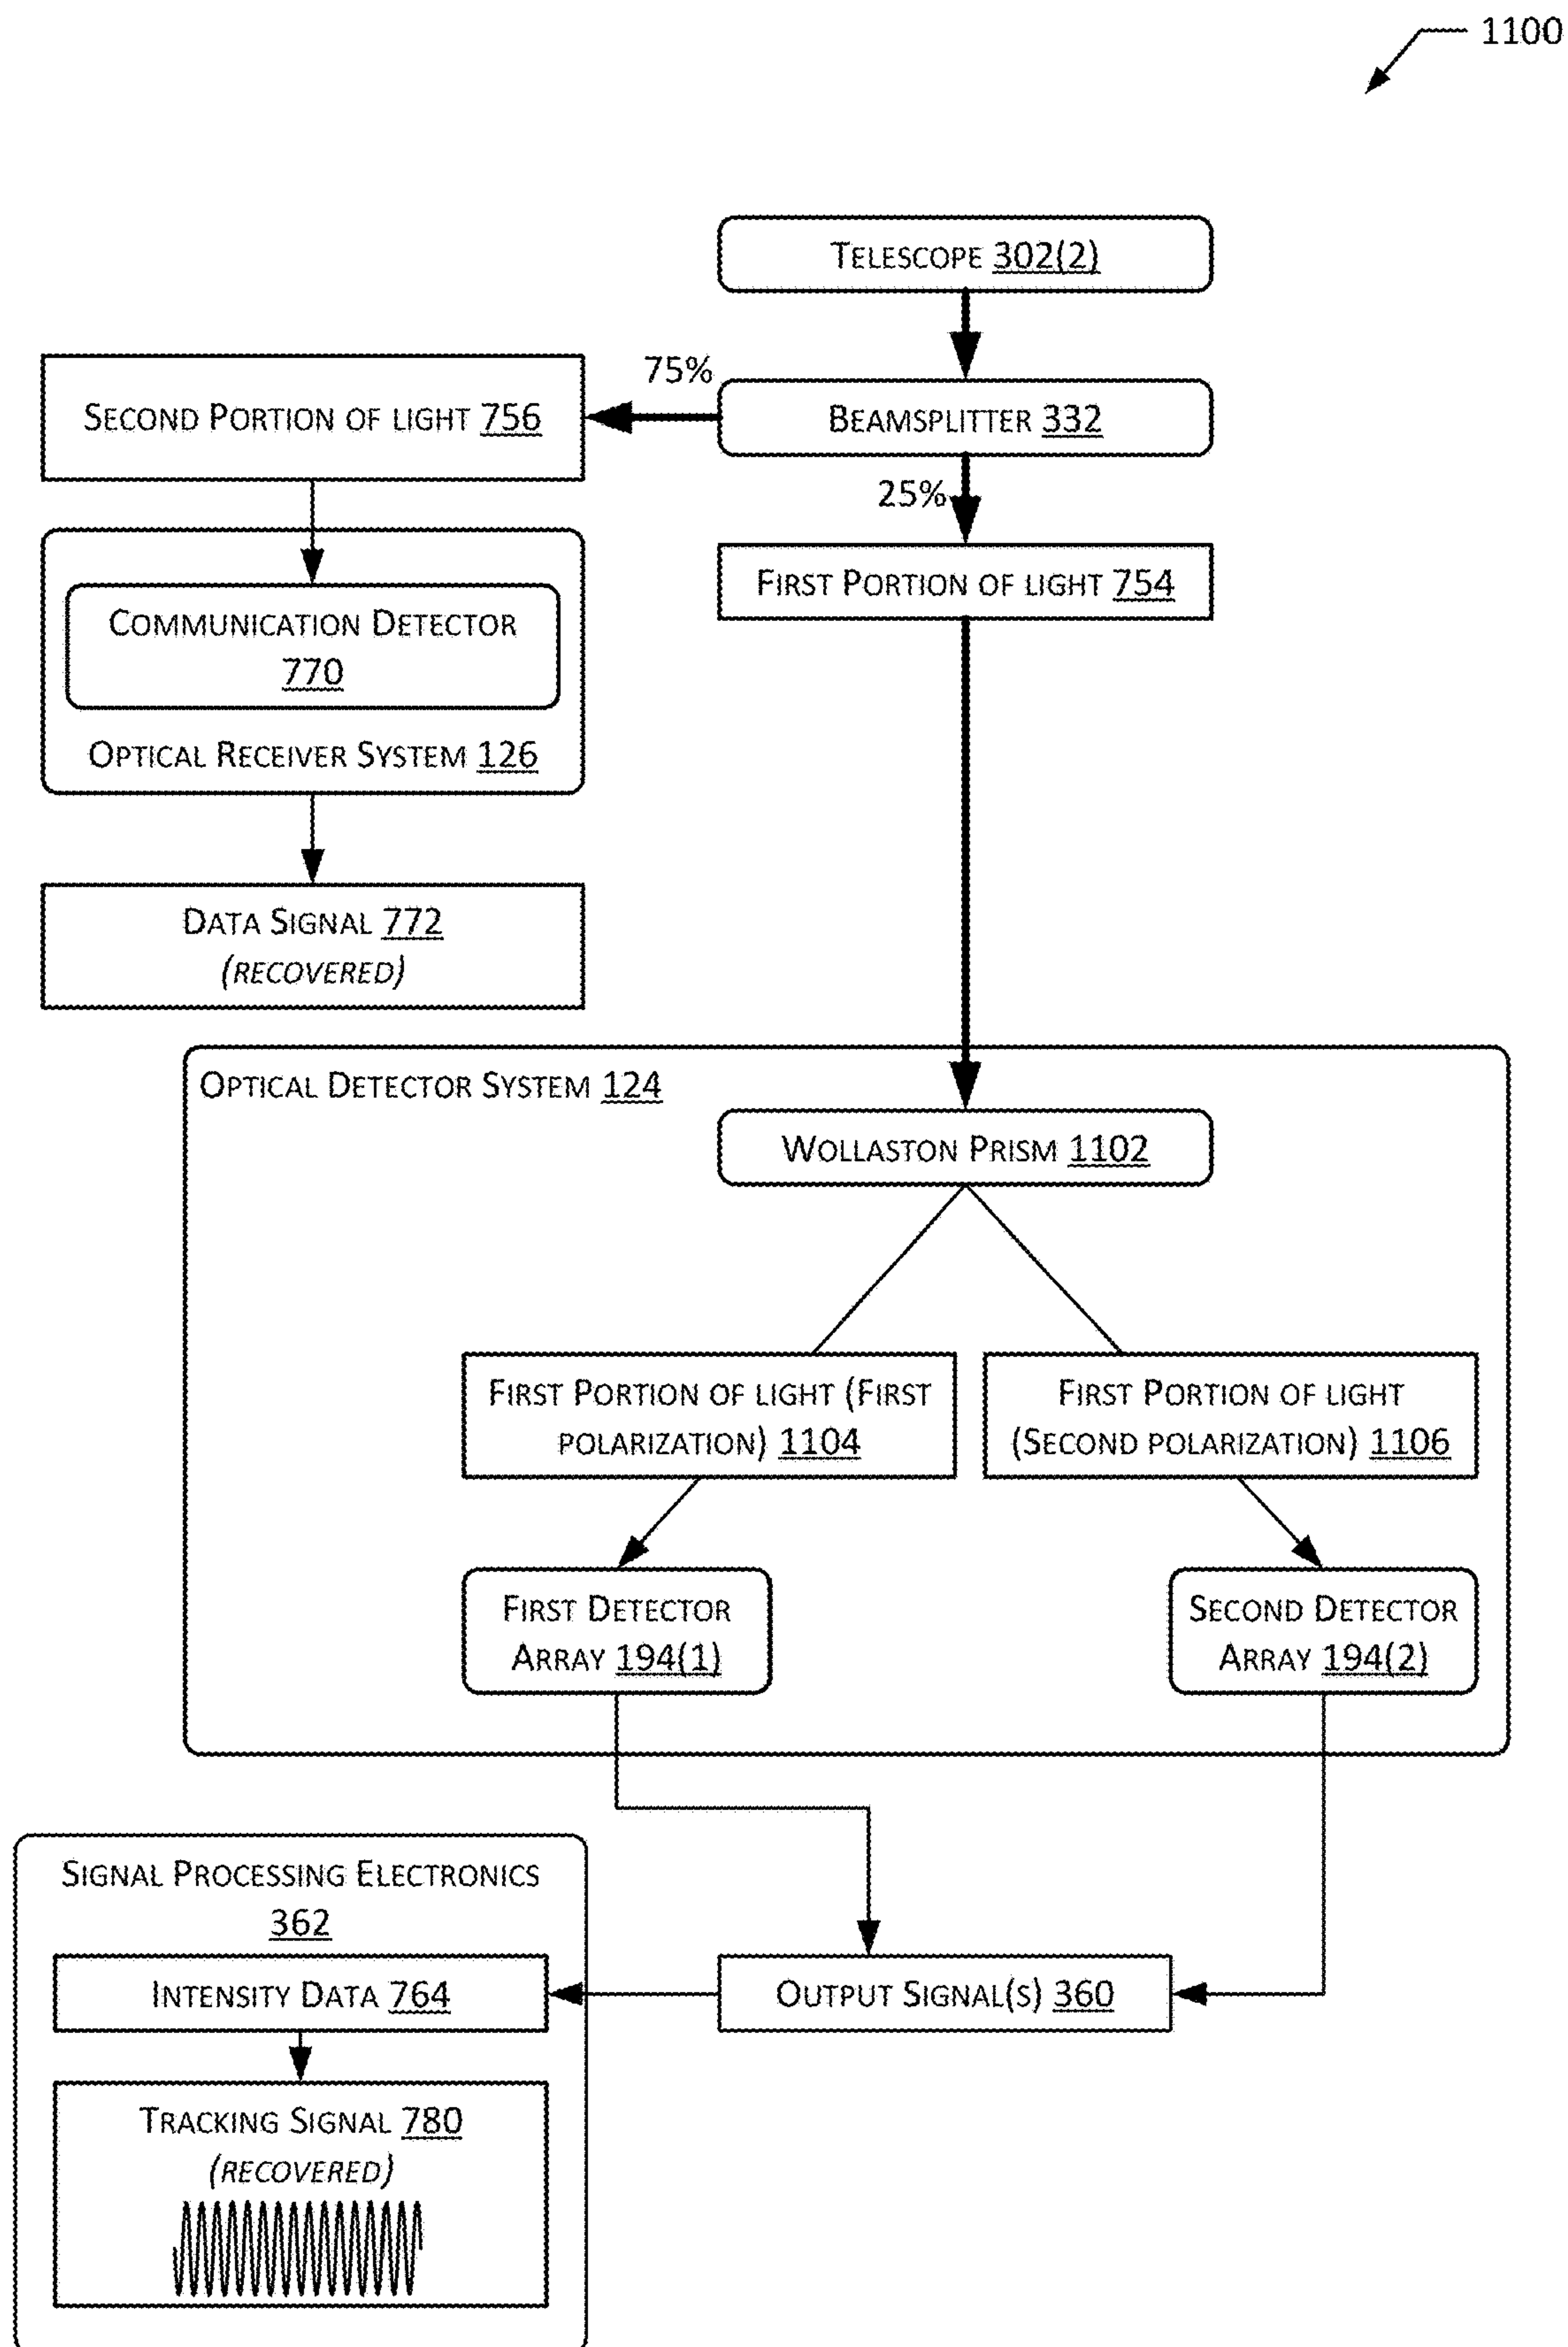 1100
TELESCOPE 302(2)
75%
SECOND PORTION OF LIGHT 756
BEAMSPLITTER 332
25%
FIRST PORTION OF LIGHT 754
COMMUNICATION DETECTOR
770
OPTICAL RECEIVER SYSTEM 126
DATA SIGNAL 772
(RECOVERED)
OPTICAL DETECTOR SYSTEM 124
WOLLASTON PRISM 1102
FIRST PORTION OF LIGHT (FIRST
POLARIZATION) 1104
FIRST PORTION OF LIGHT
(SECOND POLARIZATION) 1106
FIRST DETECTOR
ARRAY 194(1)
SECOND DETECTOR
ARRAY 194(2)
SIGNAL PROCESSING ELECTRONICS
362
INTENSITY DATA 764
OUTPUT SIGNAL(S) 360
TRACKING SIGNAL 780
(RECOVERED)